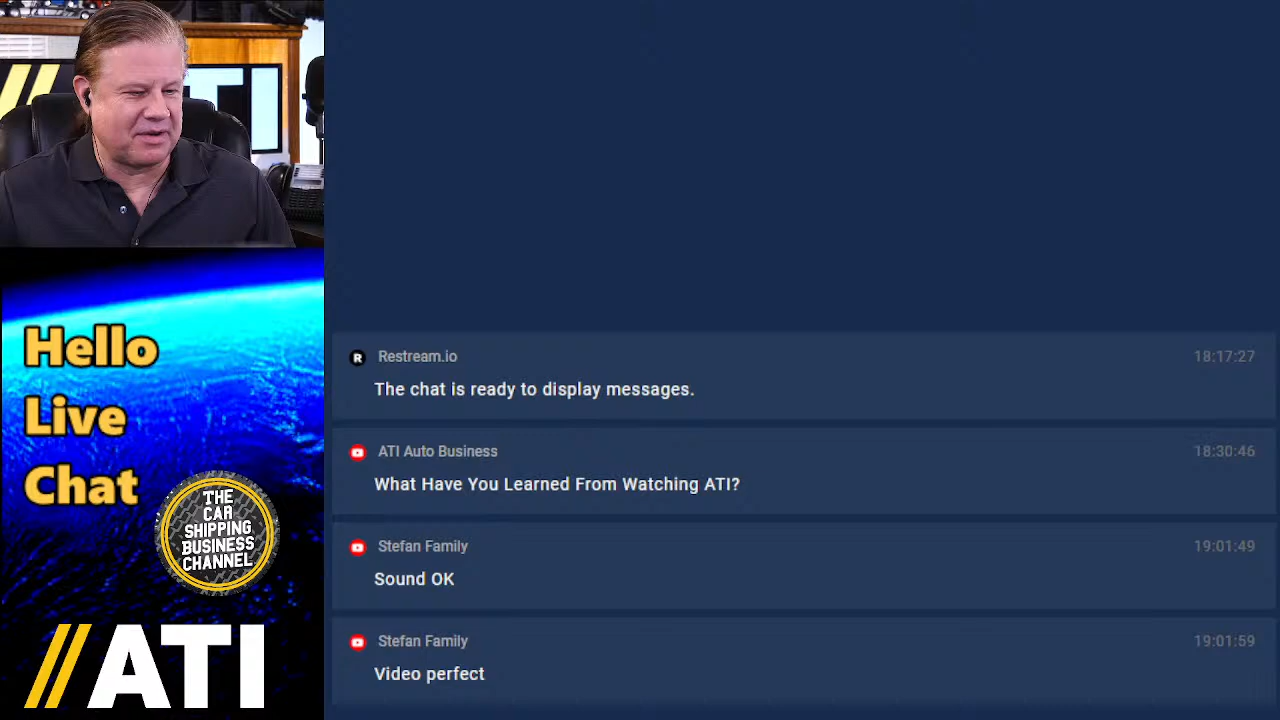 TI
Hello
Live
Chat
THE
CAR
SHIPPING
BUSINESS
CHANNEL
//ATI
R Restream.io 18:17:27
The chat is ready to display messages.
ATI Auto Business 18:30:46
What Have You Learned From Watching ATI?
Stefan Family 19:01:49
Sound OK
Stefan Family 19:01:59
Video perfect